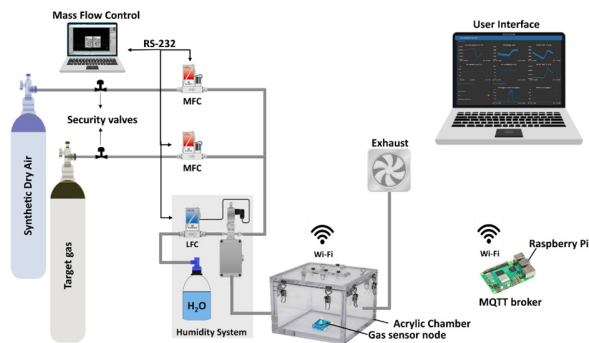 Mass Flow Control
User Interface
RS-232
MFC
Security valves
MFC
Exhaust
Synthetic Dry Air
Target gas
LFC
H₂O
Humidity System
Wi-Fi
Wi-Fi
Raspberry Pi
MQTT broker
Acrylic Chamber
Gas sensor node